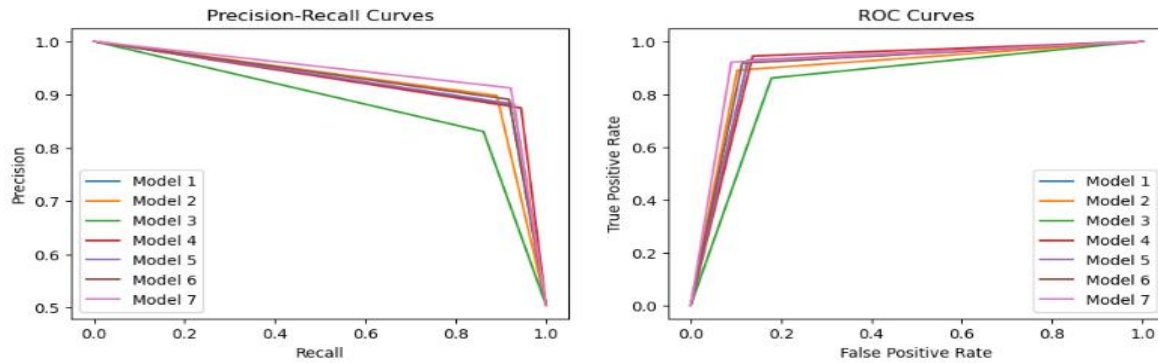 Precision-Recall Curves
1.0
0.9
0.8
0.7
0.6
0.5
Precision
Model 1
Model 2
Model 3
Model 4
Model 5
Model 6
Model 7
0.0 0.2 0.4 0.6 0.8 1.0
Recall
ROC Curves
1.0
0.8
0.6
0.4
0.2
0.0
True Positive Rate
Model 1
Model 2
Model 3
Model 4
Model 5
Model 6
Model 7
0.0 0.2 0.4 0.6 0.8 1.0
False Positive Rate